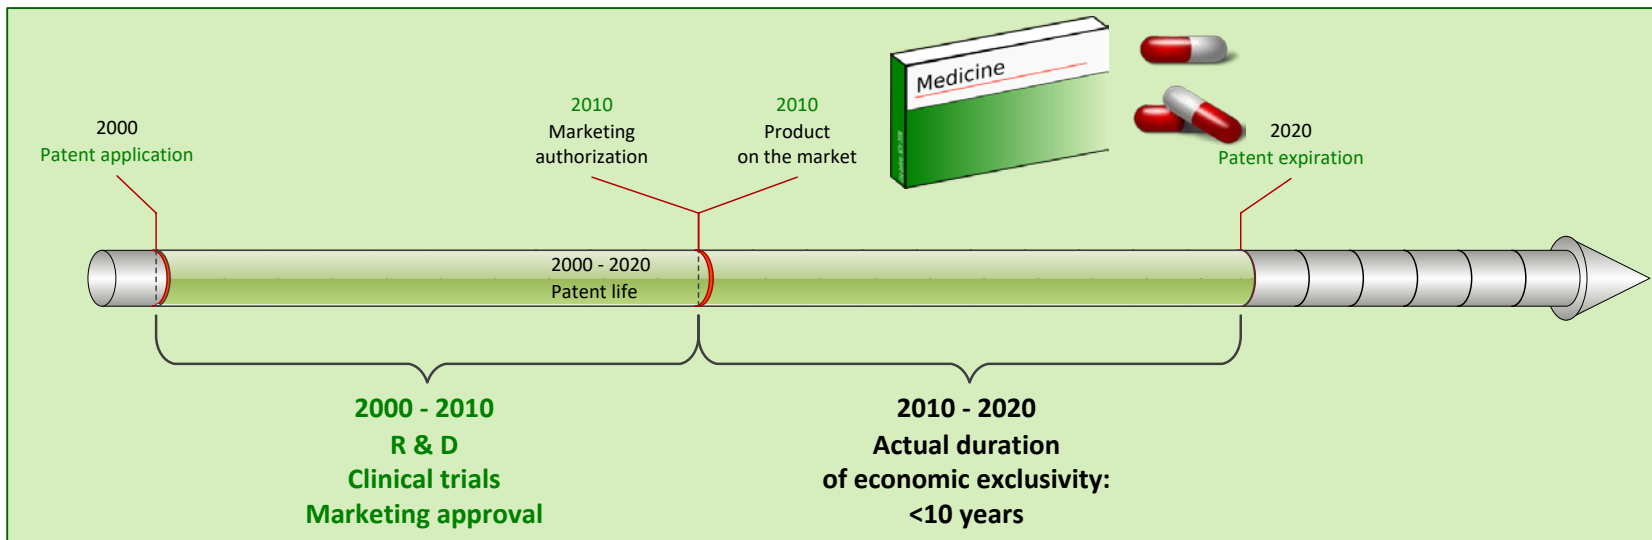 Medicine
2000
Patent application
2010
Marketing
authorization
2010
Product
on the market
2020
Patent expiration
2000 - 2020
Patent life
2000 - 2010
R & D
Clinical trials
Marketing approval
2010 - 2020
Actual duration
of economic exclusivity:
<10 years